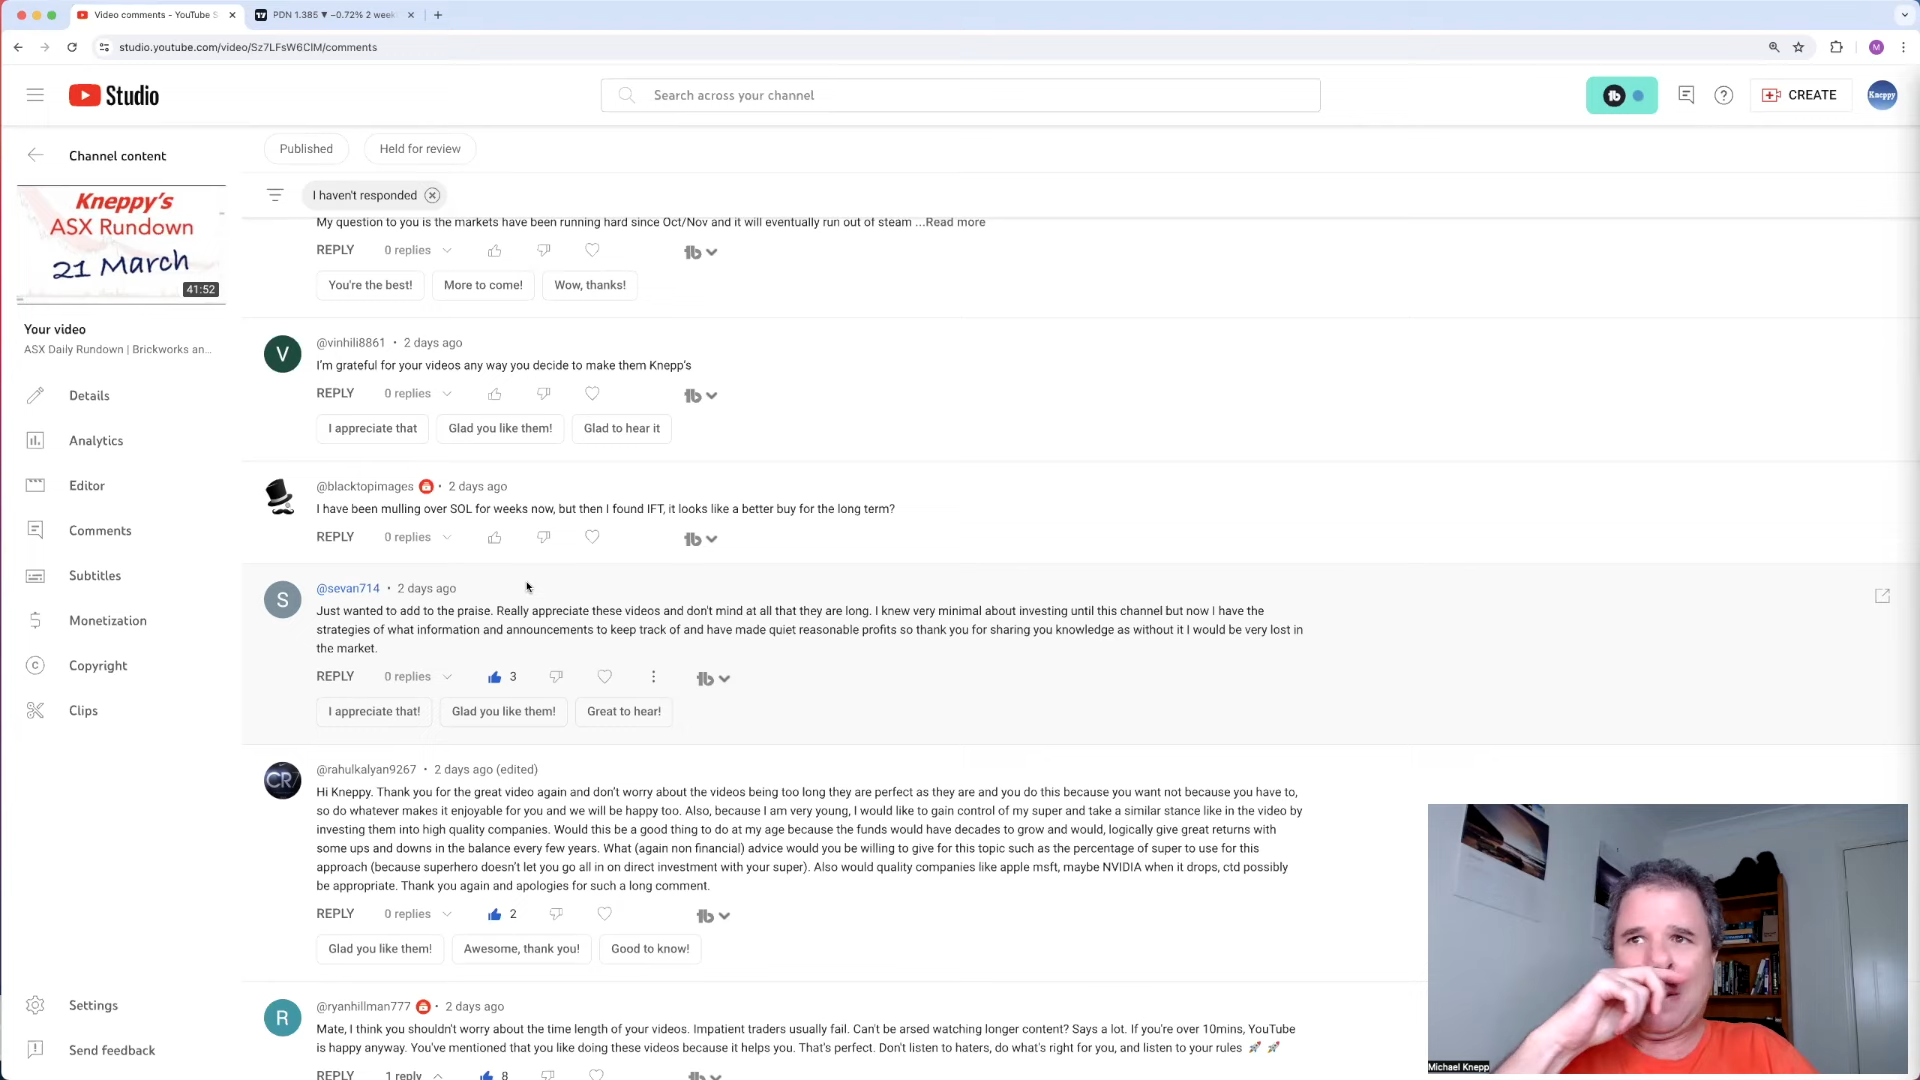 Video comments - YouTube S
PDN 1.385 ▼ −0.72% 2 week
studio.youtube.com/video/Sz7LFsW6ClM/comments
M
Studio
Search across your channel
CREATE
Kneppy
Channel content
Published
Held for review
I haven't responded
Kneppy's
ASX Rundown
21 March
41:52
Your video
ASX Daily Rundown | Brickworks an...
Details
Analytics
Editor
Comments
Subtitles
Monetization
Copyright
Clips
Settings
Send feedback
My question to you is the markets have been running hard since Oct/Nov and it will eventually run out of steam ...Read more
REPLY 0 replies
You're the best! More to come! Wow, thanks!
V
@vinhili8861 • 2 days ago
I'm grateful for your videos any way you decide to make them Knepp's
REPLY 0 replies
I appreciate that Glad you like them! Glad to hear it
@blacktopimages • 2 days ago
I have been mulling over SOL for weeks now, but then I found IFT, it looks like a better buy for the long term?
REPLY 0 replies
S
@sevan714 • 2 days ago
Just wanted to add to the praise. Really appreciate these videos and don't mind at all that they are long. I knew very minimal about investing until this channel but now I have the
strategies of what information and announcements to keep track of and have made quiet reasonable profits so thank you for sharing you knowledge as without it I would be very lost in
the market.
REPLY 0 replies 3
I appreciate that! Glad you like them! Great to hear!
CR7
@rahulkalyan9267 • 2 days ago (edited)
Hi Kneppy. Thank you for the great video again and don't worry about the videos being too long they are perfect as they are and you do this because you want not because you have to,
so do whatever makes it enjoyable for you and we will be happy too. Also, because I am very young, I would like to gain control of my super and take a similar stance like in the video by
investing them into high quality companies. Would this be a good thing to do at my age because the funds would have decades to grow and would, logically give great returns with
some ups and downs in the balance every few years. What (again non financial) advice would you be willing to give for this topic such as the percentage of super to use for this
approach (because superhero doesn't let you go all in on direct investment with your super). Also would quality companies like apple msft, maybe NVIDIA when it drops, ctd possibly
be appropriate. Thank you again and apologies for such a long comment.
REPLY 0 replies 2
Glad you like them! Awesome, thank you! Good to know!
R
@ryanhillman777 • 2 days ago
Mate, I think you shouldn't worry about the time length of your videos. Impatient traders usually fail. Can't be arsed watching longer content? Says a lot. If you're over 10mins, YouTube
is happy anyway. You've mentioned that you like doing these videos because it helps you. That's perfect. Don't listen to haters, do what's right for you, and listen to your rules 🚀 🚀
REPLY 1 reply 8
Michael Knepp